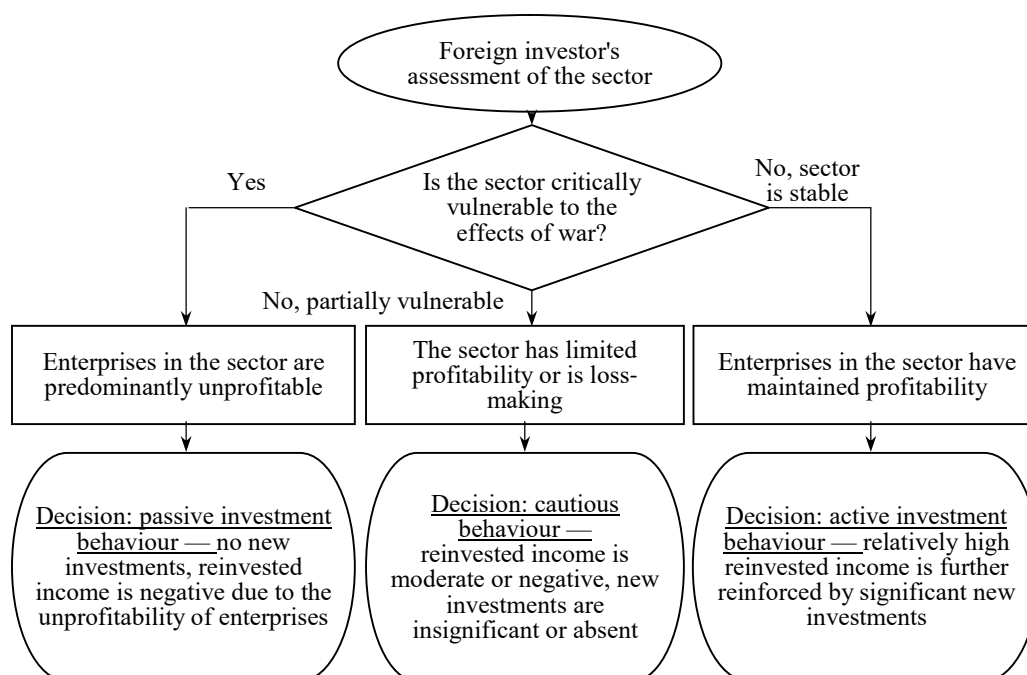 Foreign investor's
assessment of the sector
Is the sector critically
vulnerable to the
effects of war?
Yes
No, sector
is stable
No, partially vulnerable
Enterprises in the sector are
predominantly unprofitable
The sector has limited
profitability or is loss-
making
Enterprises in the sector have
maintained profitability
Decision: passive investment
behaviour — no new
investments, reinvested
income is negative due to the
unprofitability of enterprises
Decision: cautious
behaviour —
reinvested income is
moderate or negative, new
investments are
insignificant or absent
Decision: active investment
behaviour — relatively high
reinvested income is further
reinforced by significant new
investments